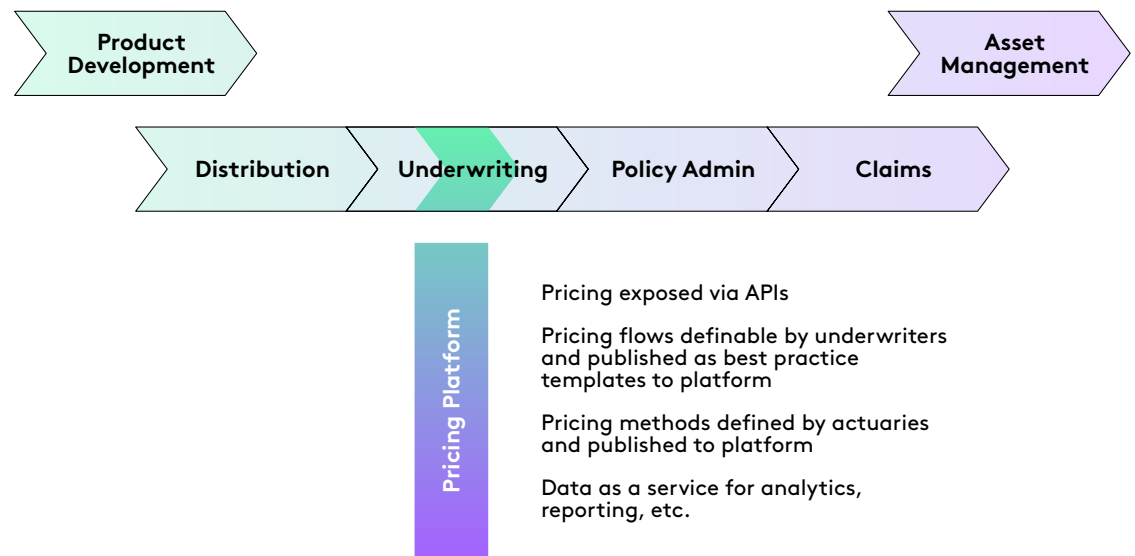 Product
Development
Asset
Management
Distribution
Underwriting
Policy Admin
Claims
Pricing Platform
Pricing exposed via APIs
Pricing flows definable by underwriters
and published as best practice
templates to platform
Pricing methods defined by actuaries
and published to platform
Data as a service for analytics,
reporting, etc.